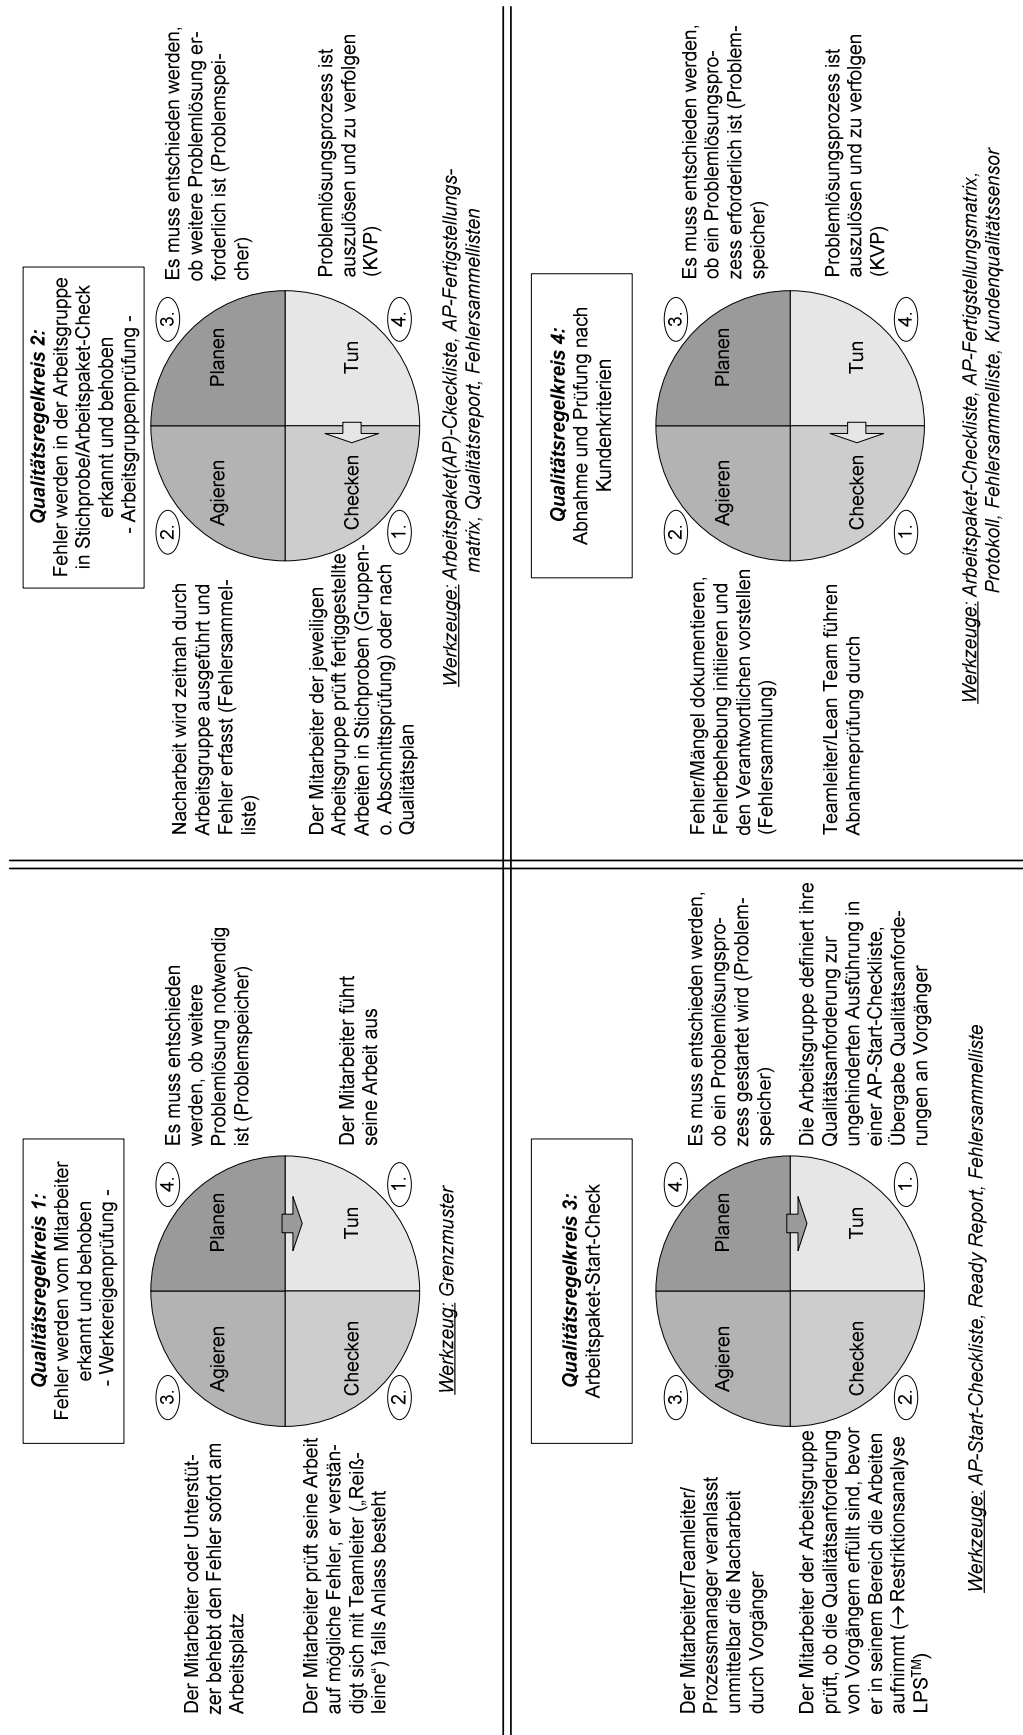 Qualitätsregelkreis 1:
Fehler werden vom Mitarbeiter
erkannt und behoben
- Werkereigenprüfung -
Der Mitarbeiter oder Unterstüt-
zer behebt den Fehler sofort am
Arbeitsplatz
3.
Agieren
Planen
4.
Es muss entschieden
werden, ob weitere
Problemlösung notwendig
ist (Problemspeicher)
Der Mitarbeiter prüft seine Arbeit
auf mögliche Fehler, er verstän-
digt sich mit Teamleiter („Reiß-
leine“) falls Anlass besteht
2.
Checken
Tun
1.
Der Mitarbeiter führt
seine Arbeit aus
Werkzeug: Grenzmuster
Qualitätsregelkreis 2:
Fehler werden in der Arbeitsgruppe
in Stichprobe/Arbeitspaket-Check
erkannt und behoben
- Arbeitsgruppenprüfung -
Nacharbeit wird zeitnah durch
Arbeitsgruppe ausgeführt und
Fehler erfasst (Fehlersammel-
liste)
2.
Agieren
Planen
3.
Es muss entschieden werden,
ob weitere Problemlösung er-
forderlich ist (Problemspei-
cher)
Der Mitarbeiter der jeweiligen
Arbeitsgruppe prüft fertiggestellte
Arbeiten in Stichproben (Gruppen-
o. Abschnittsprüfung) oder nach
Qualitätsplan
1.
Checken
Tun
4.
Problemlösungsprozess ist
auszulösen und zu verfolgen
(KVP)
Werkzeuge: Arbeitspaket(AP)-Ckeckliste, AP-Fertigstellungs-
matrix, Qualitätsreport, Fehlersammellisten
Qualitätsregelkreis 3:
Arbeitspaket-Start-Check
Der Mitarbeiter/Teamleiter/
Prozessmanager veranlasst
unmittelbar die Nacharbeit
durch Vorgänger
3.
Agieren
Planen
4.
Es muss entschieden werden,
ob ein Problemlösungspro-
zess gestartet wird (Problem-
speicher)
Der Mitarbeiter der Arbeitsgruppe
prüft, ob die Qualitätsanforderung
von Vorgängern erfüllt sind, bevor
er in seinem Bereich die Arbeiten
aufnimmt (→ Restriktionsanalyse
LPS™)
2.
Checken
Tun
1.
Die Arbeitsgruppe definiert ihre
Qualitätsanforderung zur
ungehinderten Ausführung in
einer AP-Start-Checkliste,
Übergabe Qualitätsanforde-
rungen an Vorgänger
Werkzeuge: AP-Start-Checkliste, Ready Report, Fehlersammelliste
Qualitätsregelkreis 4:
Abnahme und Prüfung nach
Kundenkriterien
Fehler/Mängel dokumentieren,
Fehlerbehebung initiieren und
den Verantwortlichen vorstellen
(Fehlersammlung)
2.
Agieren
Planen
3.
Es muss entschieden werden,
ob ein Problemlösungspro-
zess erforderlich ist (Problem-
speicher)
Teamleiter/Lean Team führen
Abnahmeprüfung durch
1.
Checken
Tun
4.
Problemlösungsprozess ist
auszulösen und zu verfolgen
(KVP)
Werkzeuge: Arbeitspaket-Checkliste, AP-Fertigstellungsmatrix,
Protokoll, Fehlersammelliste, Kundenqualitätssensor